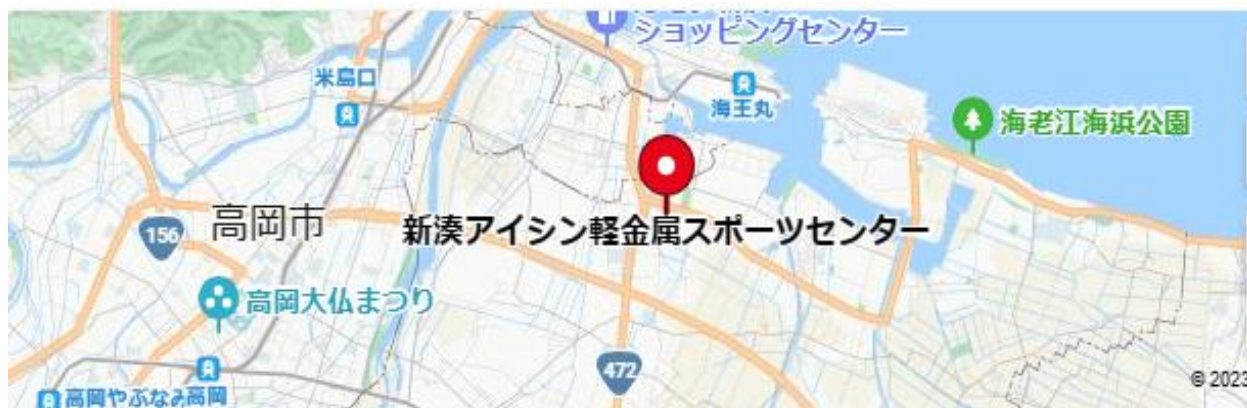 ショッピングセンター
米島口
海王丸
海老江海浜公園
156
高岡市
新湊アイシン軽金属スポーツセンター
高岡大仏まつり
472
© 2023
高岡やぶなみ
高岡